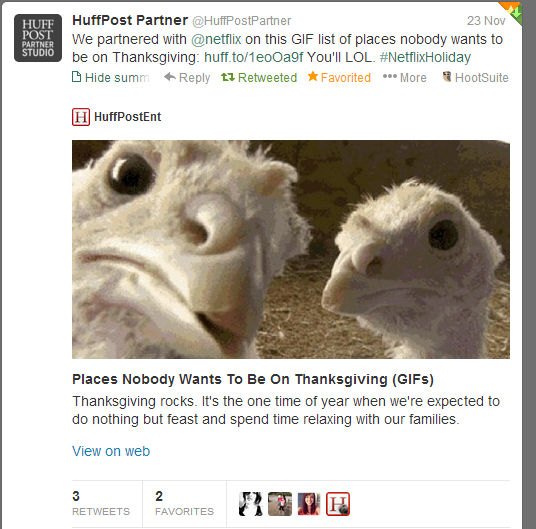 HUFF
POST
PARTNER
STUDIO
HuffPost Partner @HuffPostPartner 23 Nov
We partnered with @netflix on this GIF list of places nobody wants to
be on Thanksgiving: huff.to/1eoOa9f You'll LOL. #NetflixHoliday
Hide summ Reply Retweeted Favorited More HootSuite
H HuffPostEnt
Places Nobody Wants To Be On Thanksgiving (GIFs)
Thanksgiving rocks. It's the one time of year when we're expected to
do nothing but feast and spend time relaxing with our families.
View on web
3 2
RETWEETS FAVORITES
H